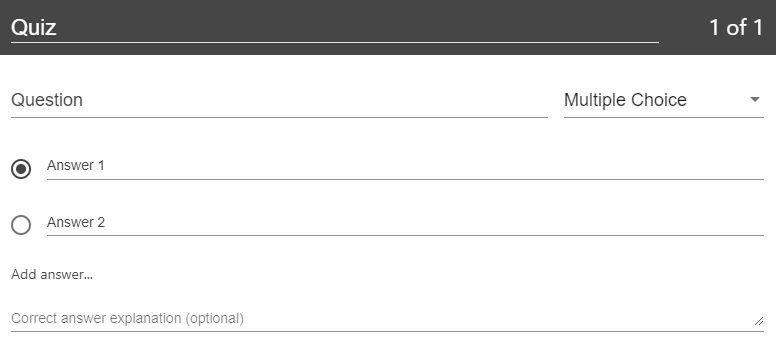 Quiz 1 of 1
Question Multiple Choice
Answer 1
Answer 2
Add answer...
Correct answer explanation (optional)